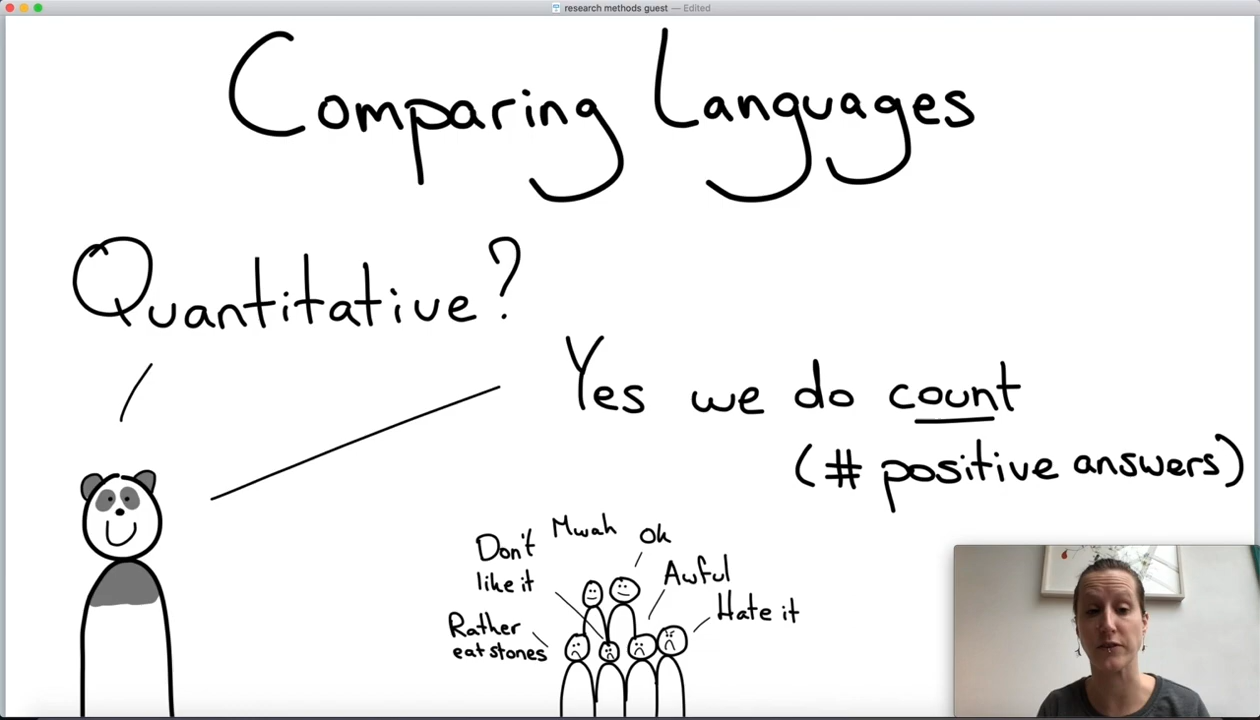 research methods guest — Edited
Comparing Languages
Quantitative?
Yes we do count
(# positive answers)
Don't
like it
Mwah
Ok
Awful
Hate it
Rather
eat stones